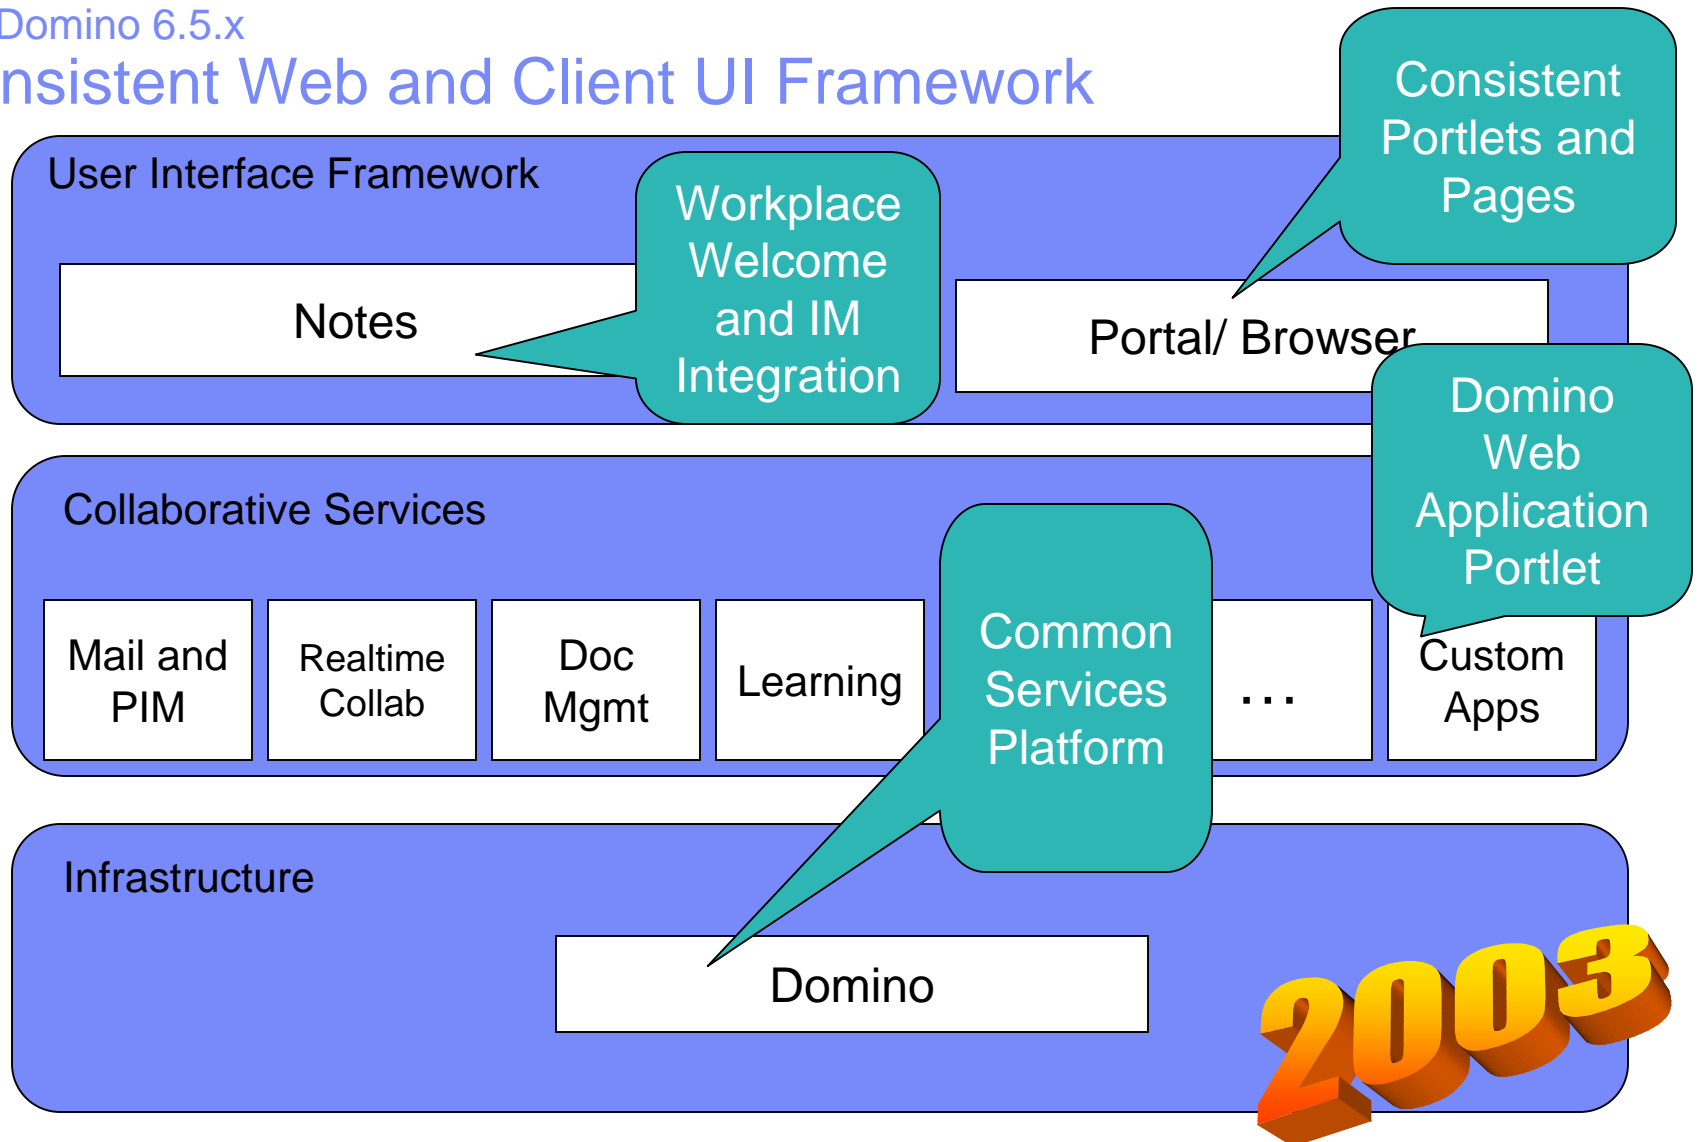 Domino 6.5.x
nsistent Web and Client UI Framework
Consistent
Portlets and
Pages
User Interface Framework
Workplace
Welcome
and IM
Integration
Notes
Portal/ Browser
Domino
Web
Application
Portlet
Collaborative Services
Common
Services
Platform
Mail and
PIM
Realtime
Collab
Doc
Mgmt
Learning
...
Custom
Apps
Infrastructure
Domino
2003